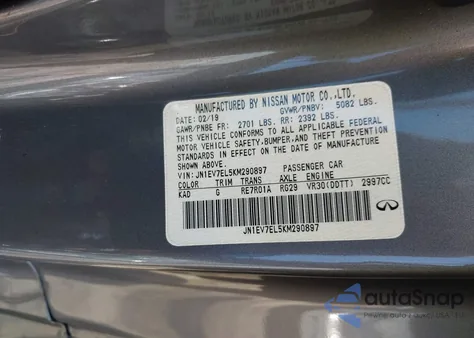 MANUFACTURED BY NISSAN MOTOR CO.,LTD.
DATE: 02/19 GVWR/PNBV: 5082 LBS.
GAWR/PNBE FR: 2701 LBS. RR: 2392 LBS.
THIS VEHICLE CONFORMS TO ALL APPLICABLE FEDERAL
MOTOR VEHICLE SAFETY,BUMPER,AND THEFT PREVENTION
STANDARDS IN EFFECT ON THE DATE OF MANUFACTURE
SHOWN ABOVE.
VIN: JN1EV7EL5KM290897 PASSENGER CAR
COLOR TRIM TRANS AXLE ENGINE
KAD G RE7R01A RG29 VR30(DDTT) 2997CC
JN1EV7EL5KM290897
autoSnap